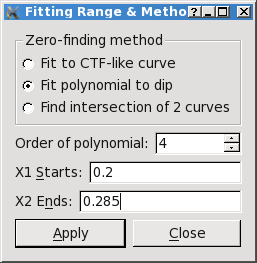 Fitting Range & Metho
Zero-finding method
Fit to CTF-like curve
Fit polynomial to dip
Find intersection of 2 curves
Order of polynomial: 4
X1 Starts: 0.2
X2 Ends: 0.285
Apply Close